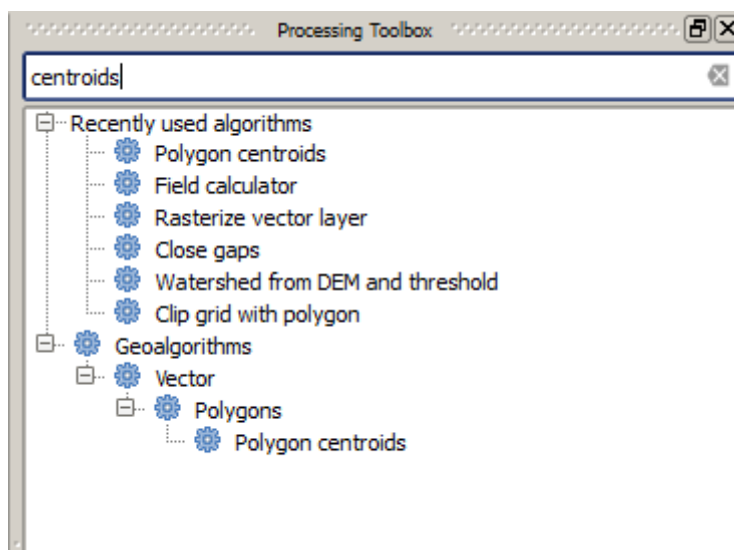 Processing Toolbox
centroids
Recently used algorithms
Polygon centroids
Field calculator
Rasterize vector layer
Close gaps
Watershed from DEM and threshold
Clip grid with polygon
Geoalgorithms
Vector
Polygons
Polygon centroids